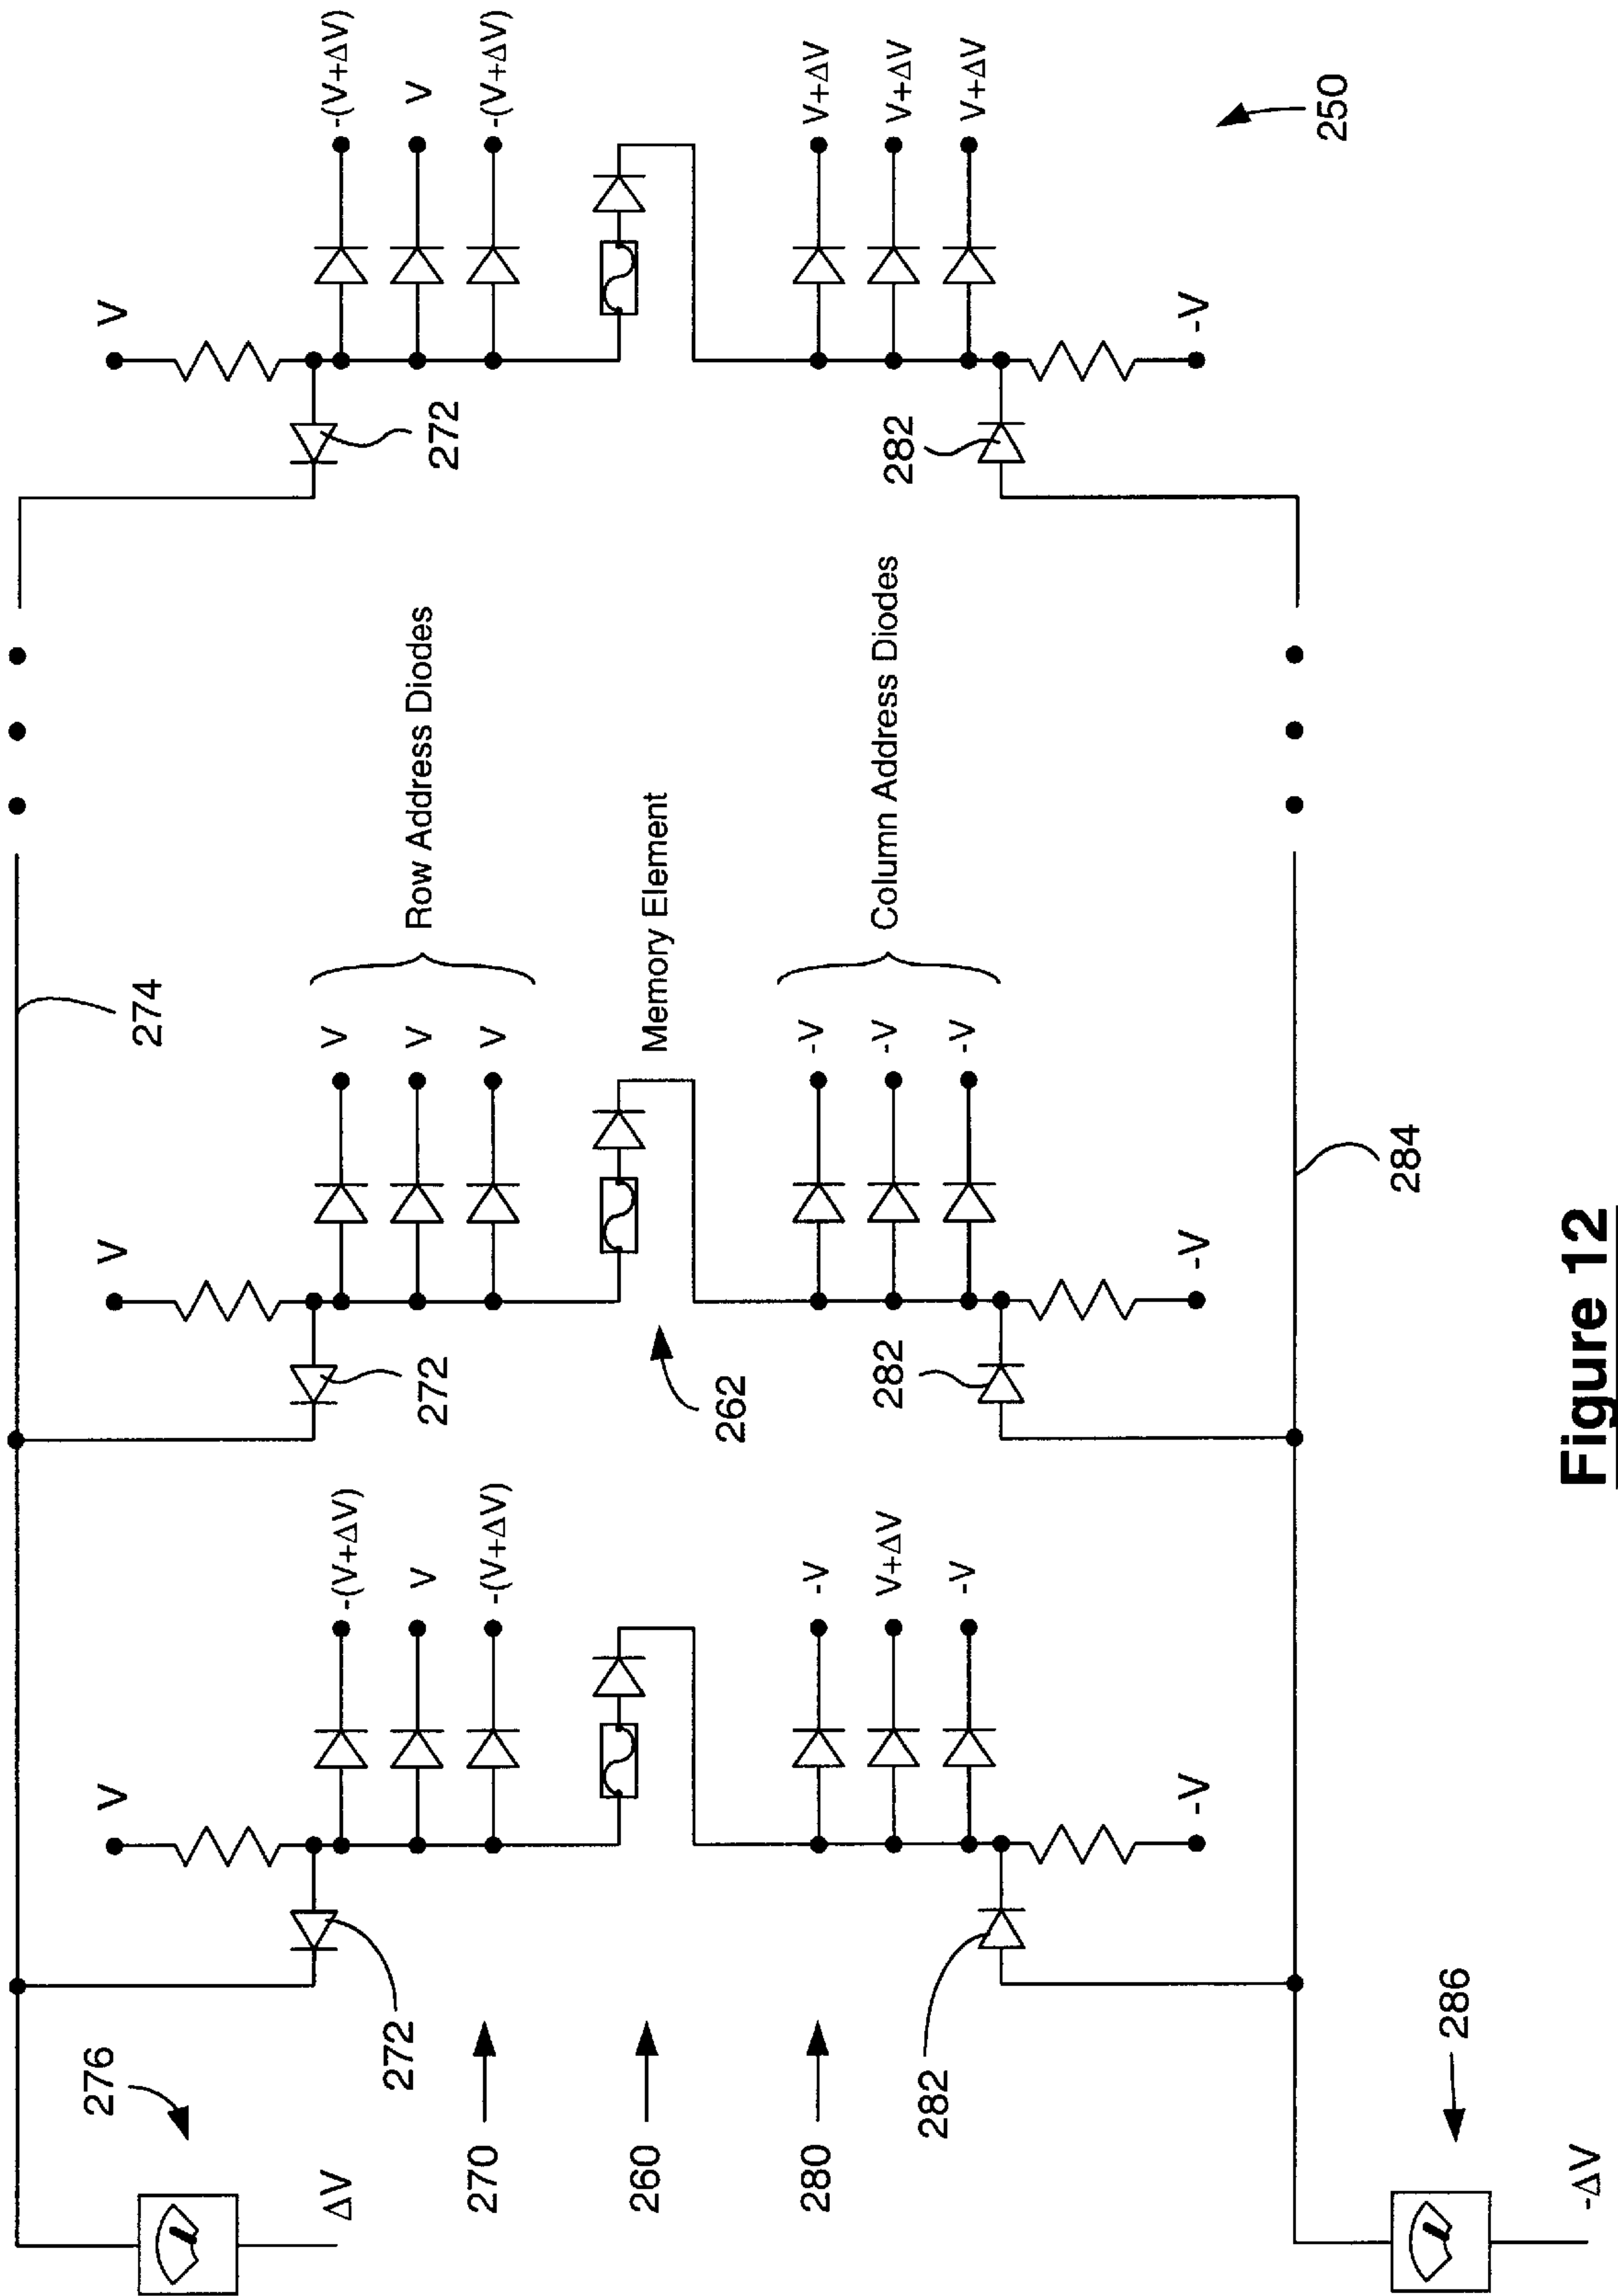 276
ΔV
274
V
V
V
272
272
272
-(V+ΔV)
V
-(V+ΔV)
V
V
V
-(V+ΔV)
V
-(V+ΔV)
Row Address Diodes
270
260
280
262
Memory Element
-V
V+ΔV
-V
-V
-V
-V
V+ΔV
V+ΔV
V+ΔV
Column Address Diodes
282
282
282
-V
-V
-V
250
284
286
-ΔV
Figure 12